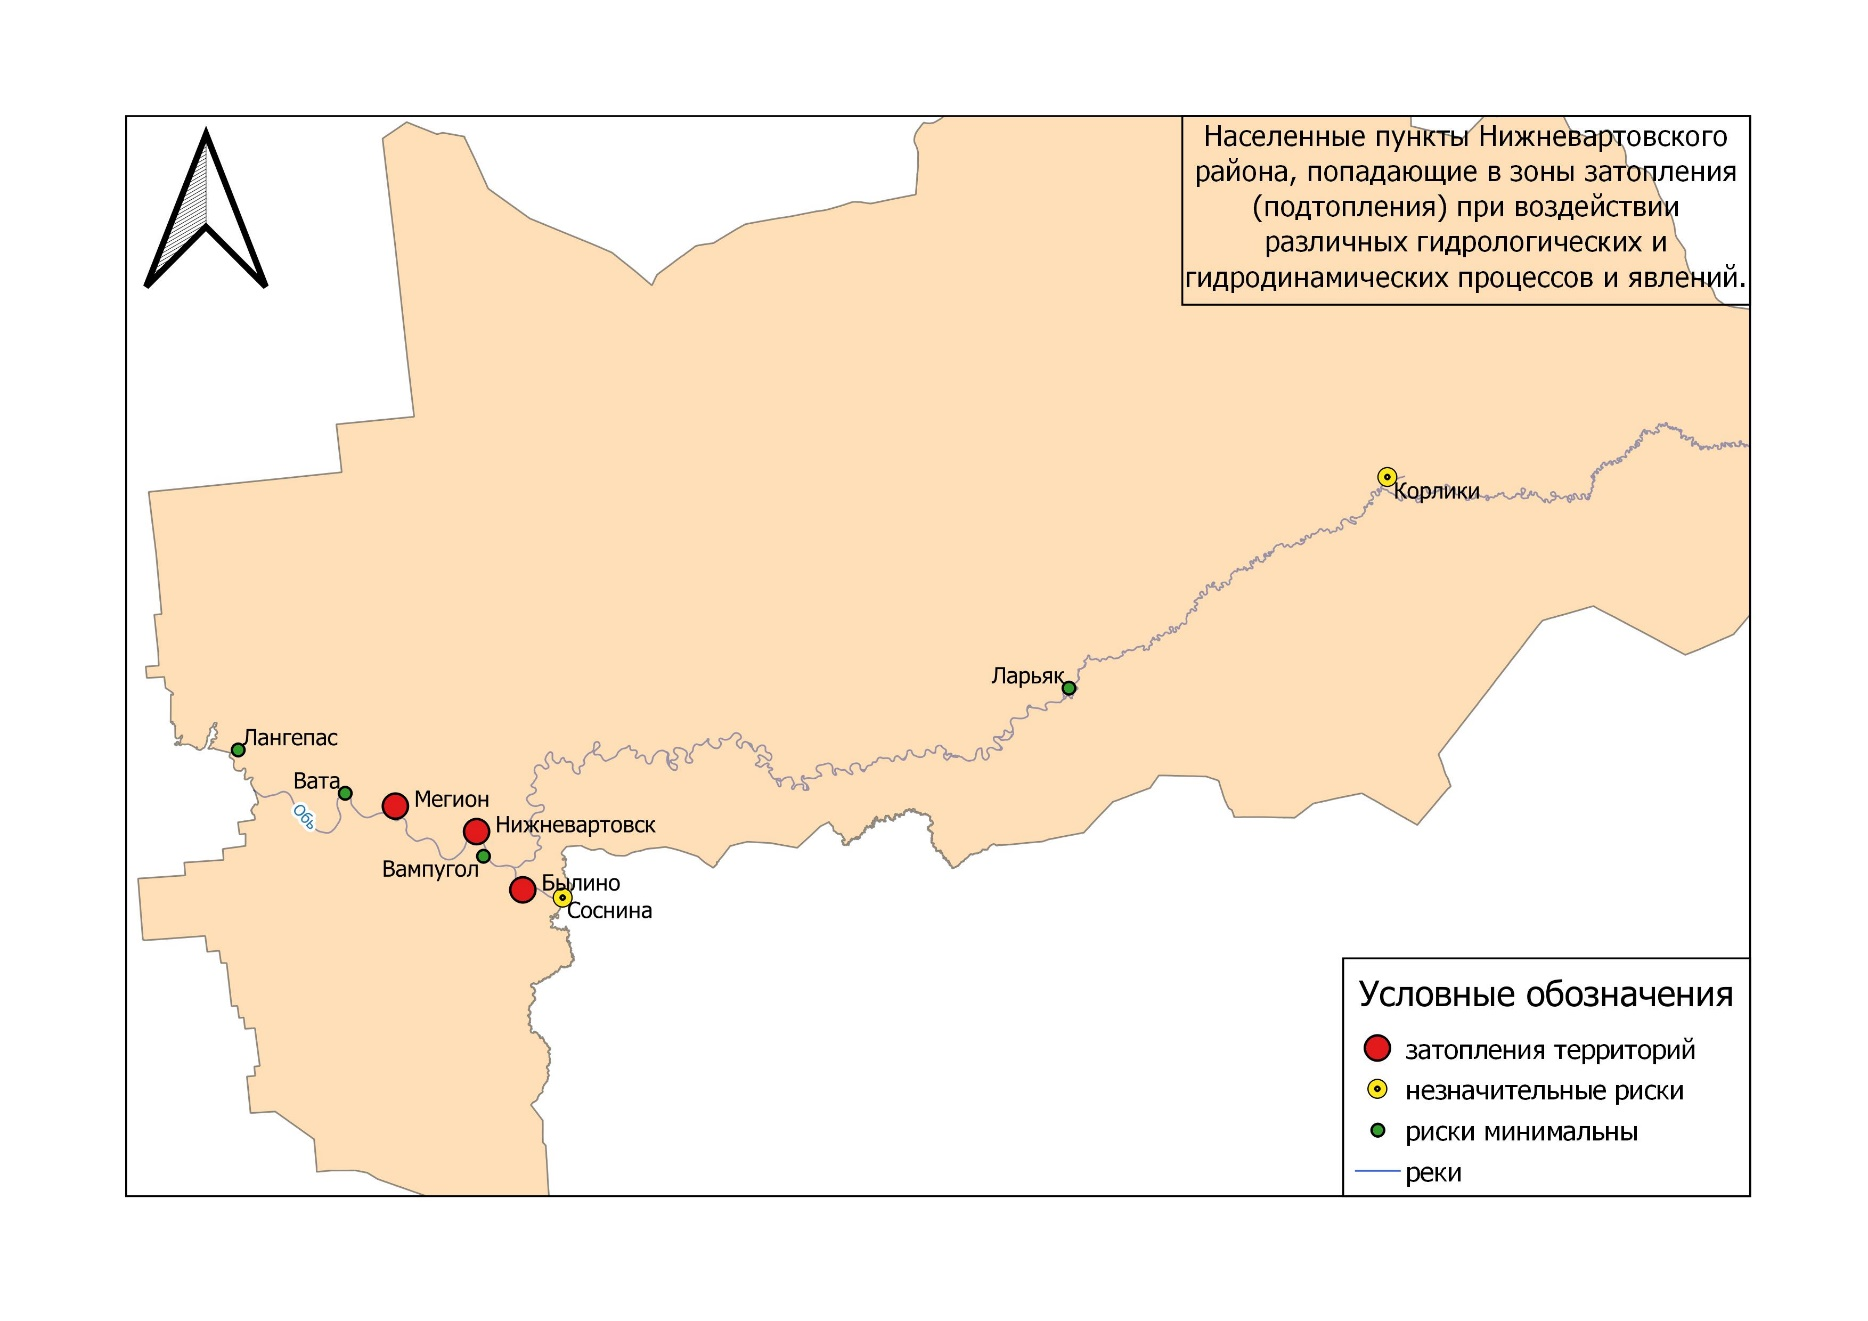 Населенные пункты Нижневартовского
района, попадающие в зоны затопления
(подтопления) при воздействии
различных гидрологических и
гидродинамических процессов и явлений.
Корлики
Ларьяк
Лангепас
Вата
Мегион
Обь
Нижневартовск
Вампугол
Былино
Соснина
Условные обозначения
затопления территорий
незначительные риски
риски минимальны
реки